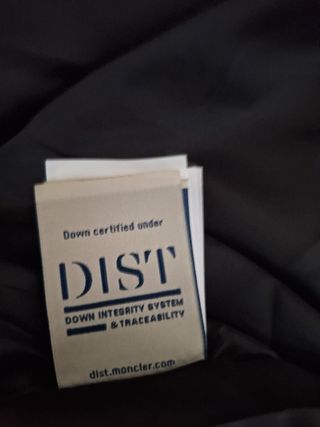 Down certified under
DIST
DOWN INTEGRITY SYSTEM
& TRACEABILITY
dist.moncler.com